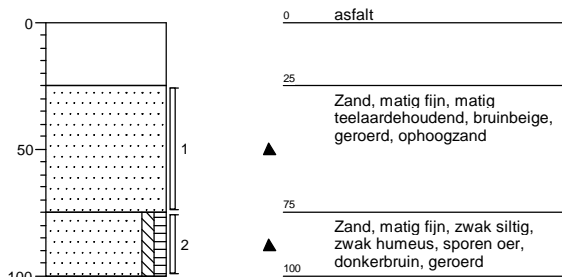 0
0 asfalt
25
Zand, matig fijn, matig
teelaardehoudend, bruinbeige,
geroerd, ophoogzand
1
50
75
Zand, matig fijn, zwak siltig,
zwak humeus, sporen oer,
donkerbruin, geroerd
2
100
100